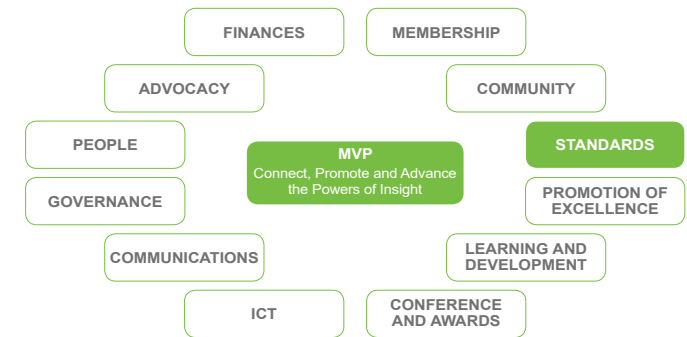 FINANCES
MEMBERSHIP
ADVOCACY
COMMUNITY
PEOPLE
MVP
Connect, Promote and Advance
the Powers of Insight
STANDARDS
GOVERNANCE
PROMOTION OF
EXCELLENCE
COMMUNICATIONS
LEARNING AND
DEVELOPMENT
ICT
CONFERENCE
AND AWARDS